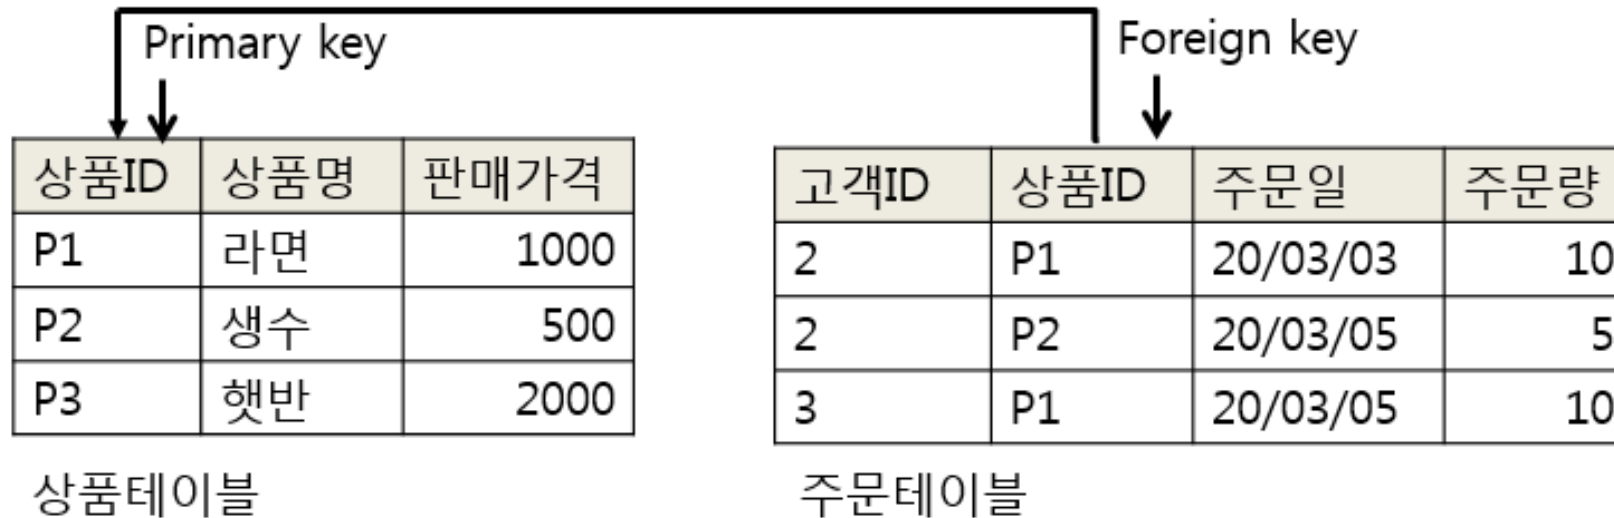 Primary key
Foreign key
상품ID 상품명 판매가격
P1 라면 1000
P2 생수 500
P3 햇반 2000
상품테이블
고객ID 상품ID 주문일 주문량
2 P1 20/03/03 10
2 P2 20/03/05 5
3 P1 20/03/05 10
주문테이블